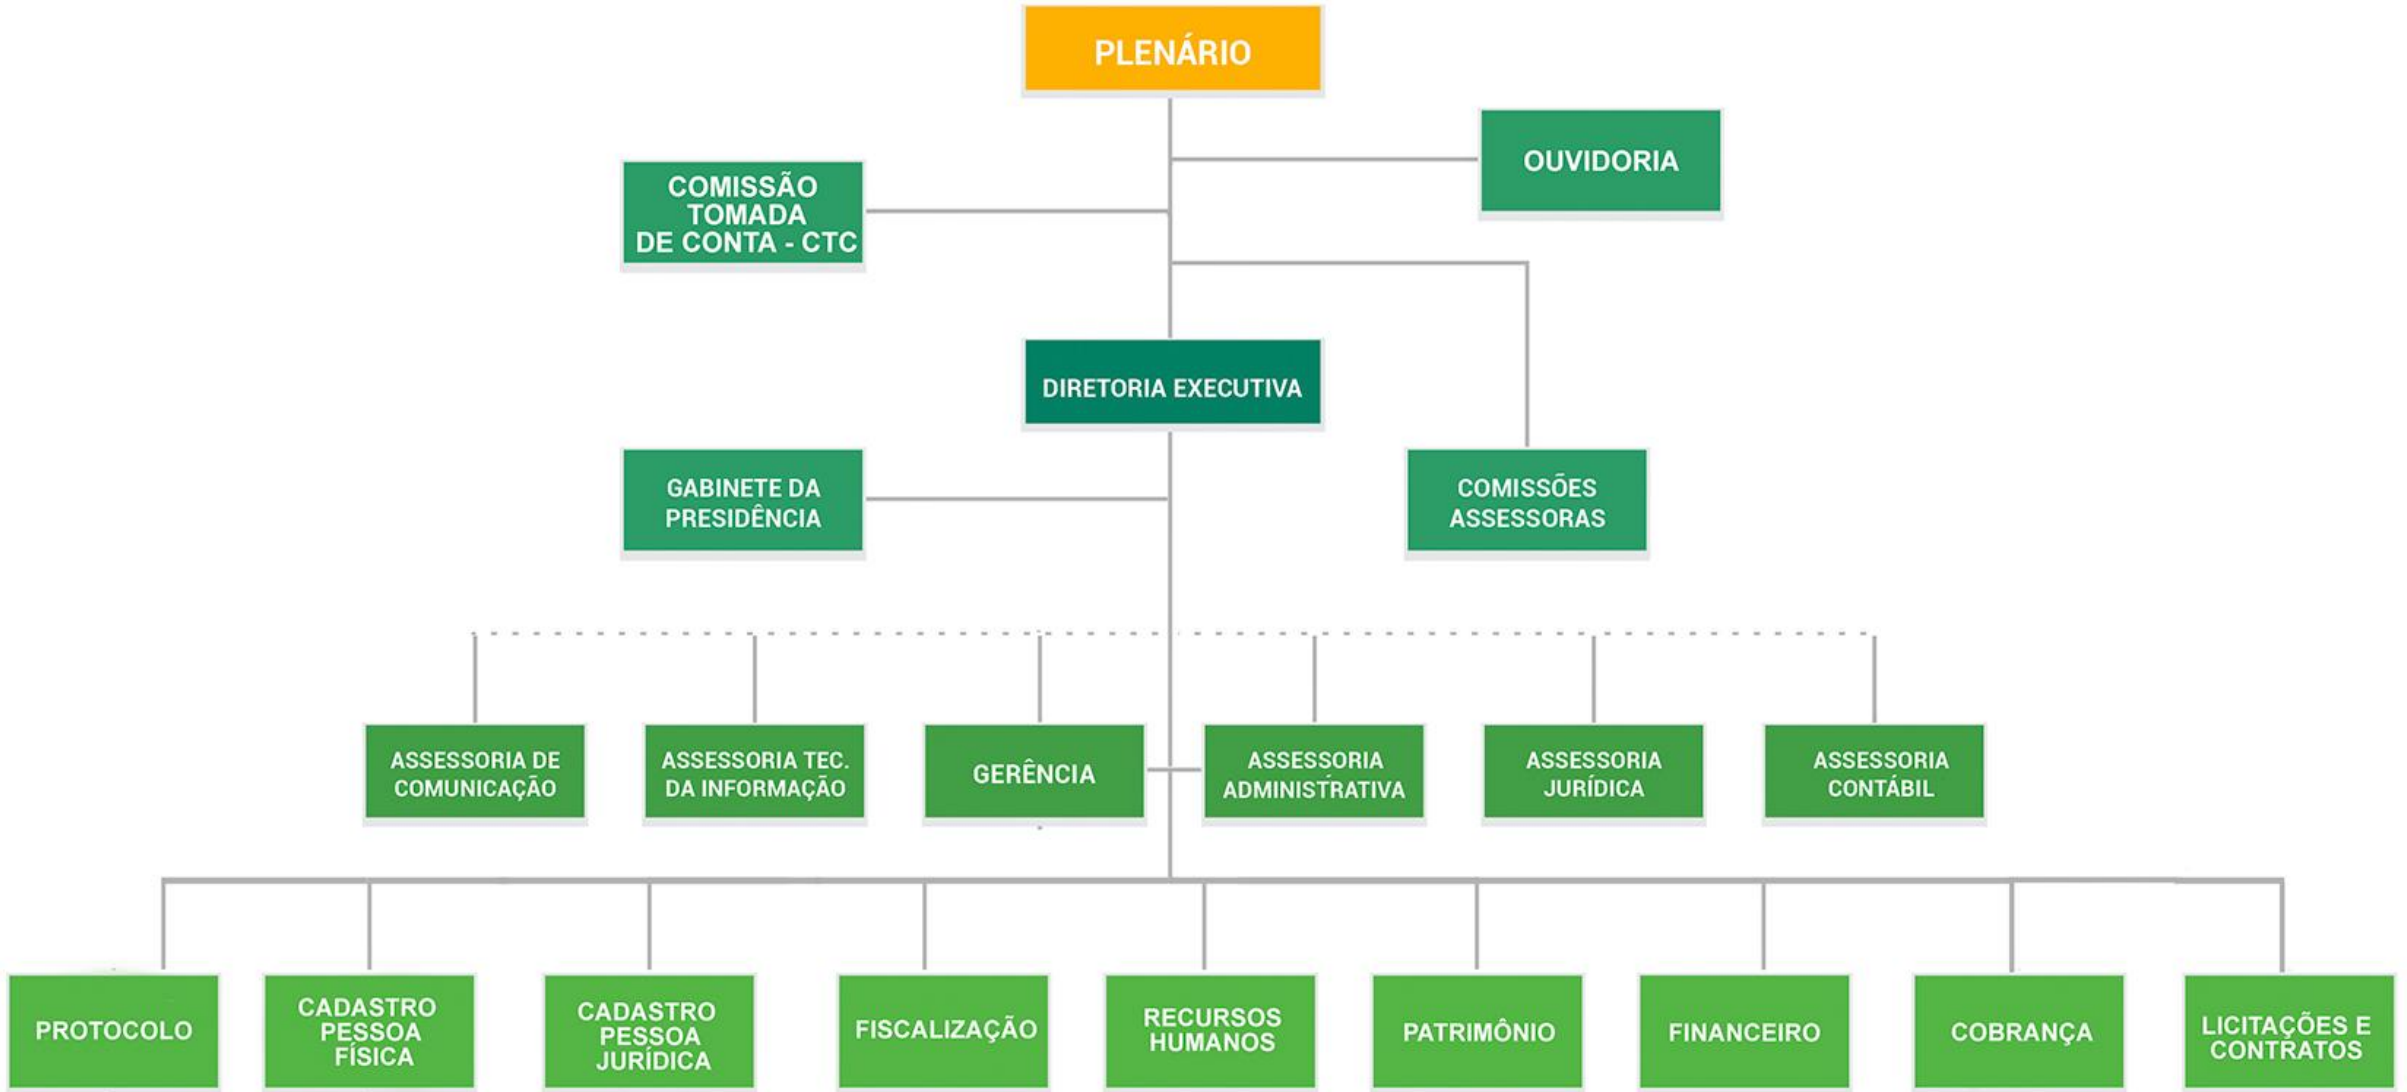 PLENÁRIO
OUVIDORIA
COMISSÃO
TOMADA
DE CONTA - CTC
DIRETORIA EXECUTIVA
GABINETE DA
PRESIDÊNCIA
COMISSÕES
ASSESSORAS
ASSESSORIA DE
COMUNICAÇÃO
ASSESSORIA TEC.
DA INFORMAÇÃO
GERÊNCIA
ASSESSORIA
ADMINISTRATIVA
ASSESSORIA
JURÍDICA
ASSESSORIA
CONTÁBIL
PROTOCOLO
CADASTRO
PESSOA
FÍSICA
CADASTRO
PESSOA
JURÍDICA
FISCALIZAÇÃO
RECURSOS
HUMANOS
PATRIMÔNIO
FINANCEIRO
COBRANÇA
LICITAÇÕES E
CONTRATOS